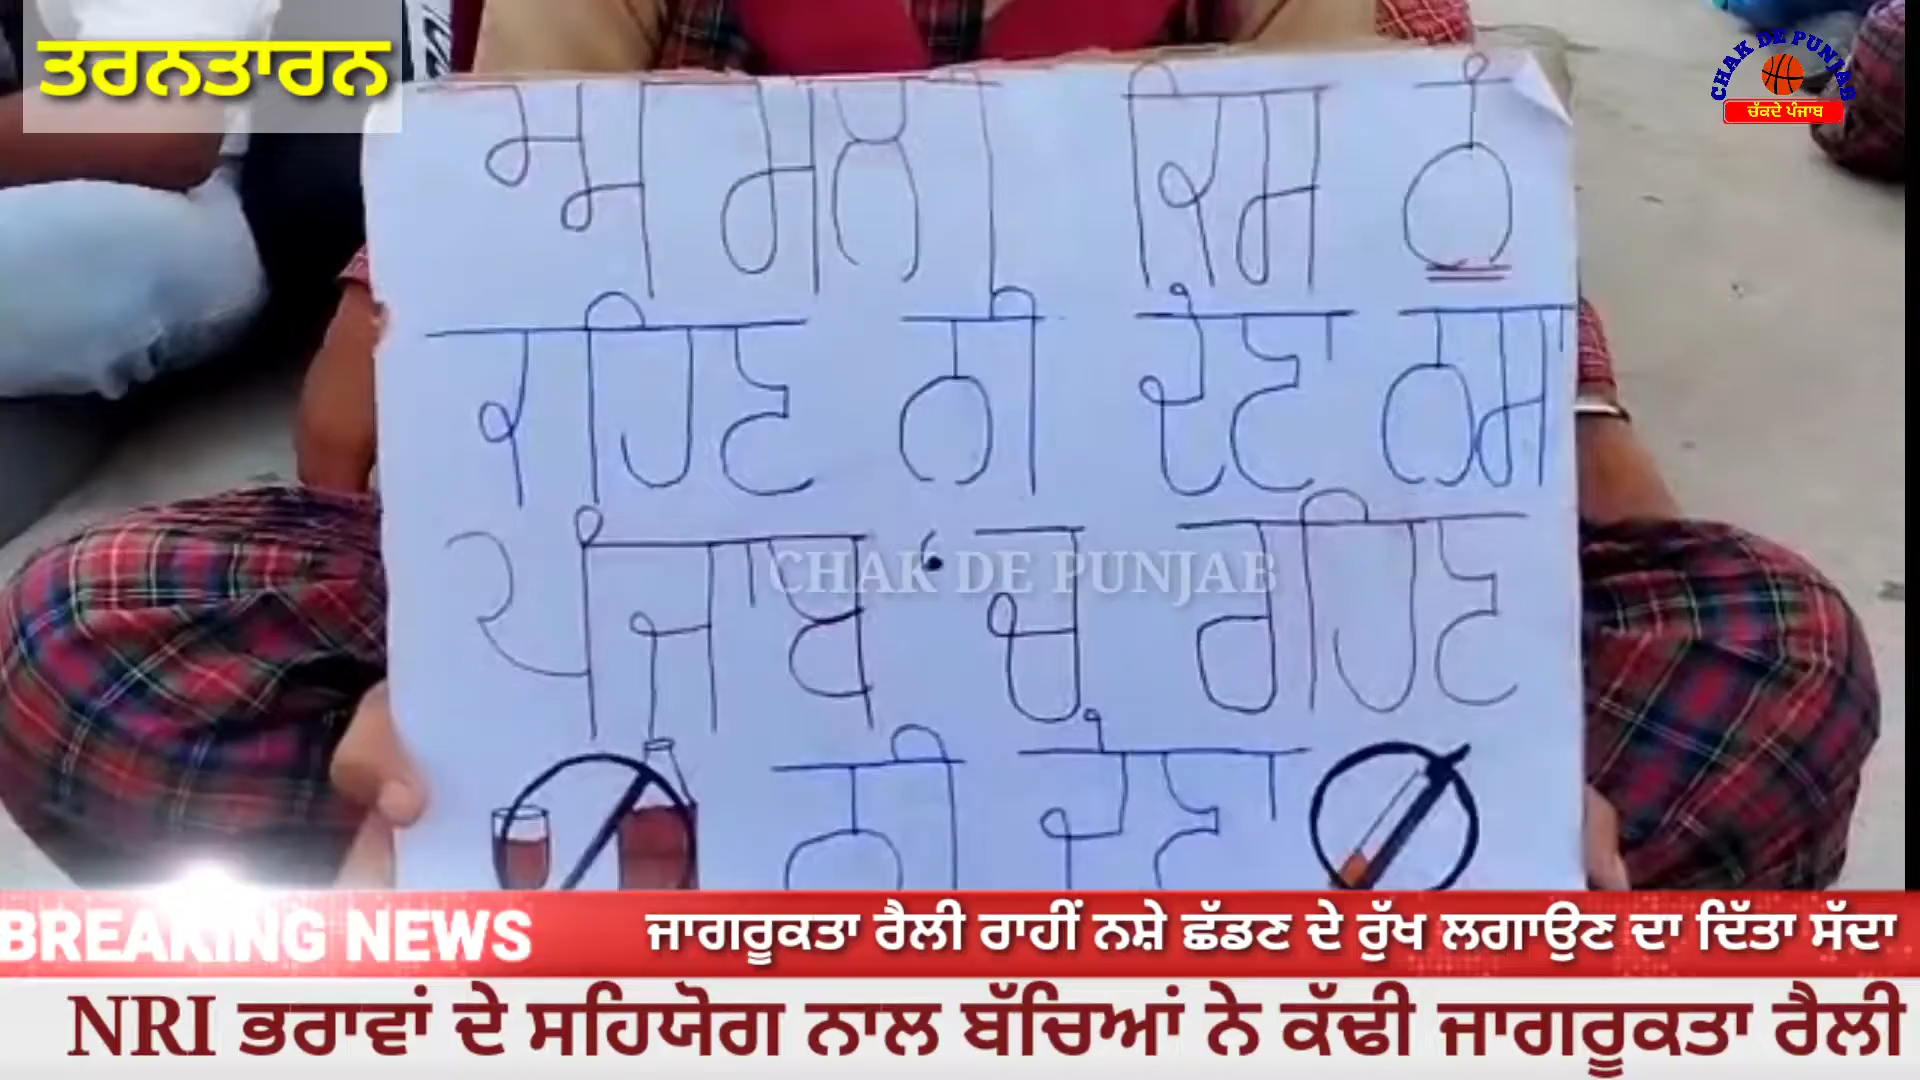 ਤਰਨਤਾਰਨ
CHAK DE PUNJAB
ਚੱਕਦੇ ਪੰਜਾਬ
ਕਿਸ ਨੇ
ਕਹਿਣ ਨੀ ਦੇਣਾ ਨਸ਼ਾ
ਪੰਜਾਬ 'ਚ ਰਹਿਣ
ਨੀ ਦੇਣਾ
CHAK DE PUNJAB
BREAKING NEWS
ਜਾਗਰੂਕਤਾ ਰੈਲੀ ਰਾਹੀਂ ਨਸ਼ੇ ਛੱਡਣ ਦੇ ਰੁੱਖ ਲਗਾਉਣ ਦਾ ਦਿੱਤਾ ਸੱਦਾ
NRI ਭਰਾਵਾਂ ਦੇ ਸਹਿਯੋਗ ਨਾਲ ਬੱਚਿਆਂ ਨੇ ਕੱਢੀ ਜਾਗਰੂਕਤਾ ਰੈਲੀ